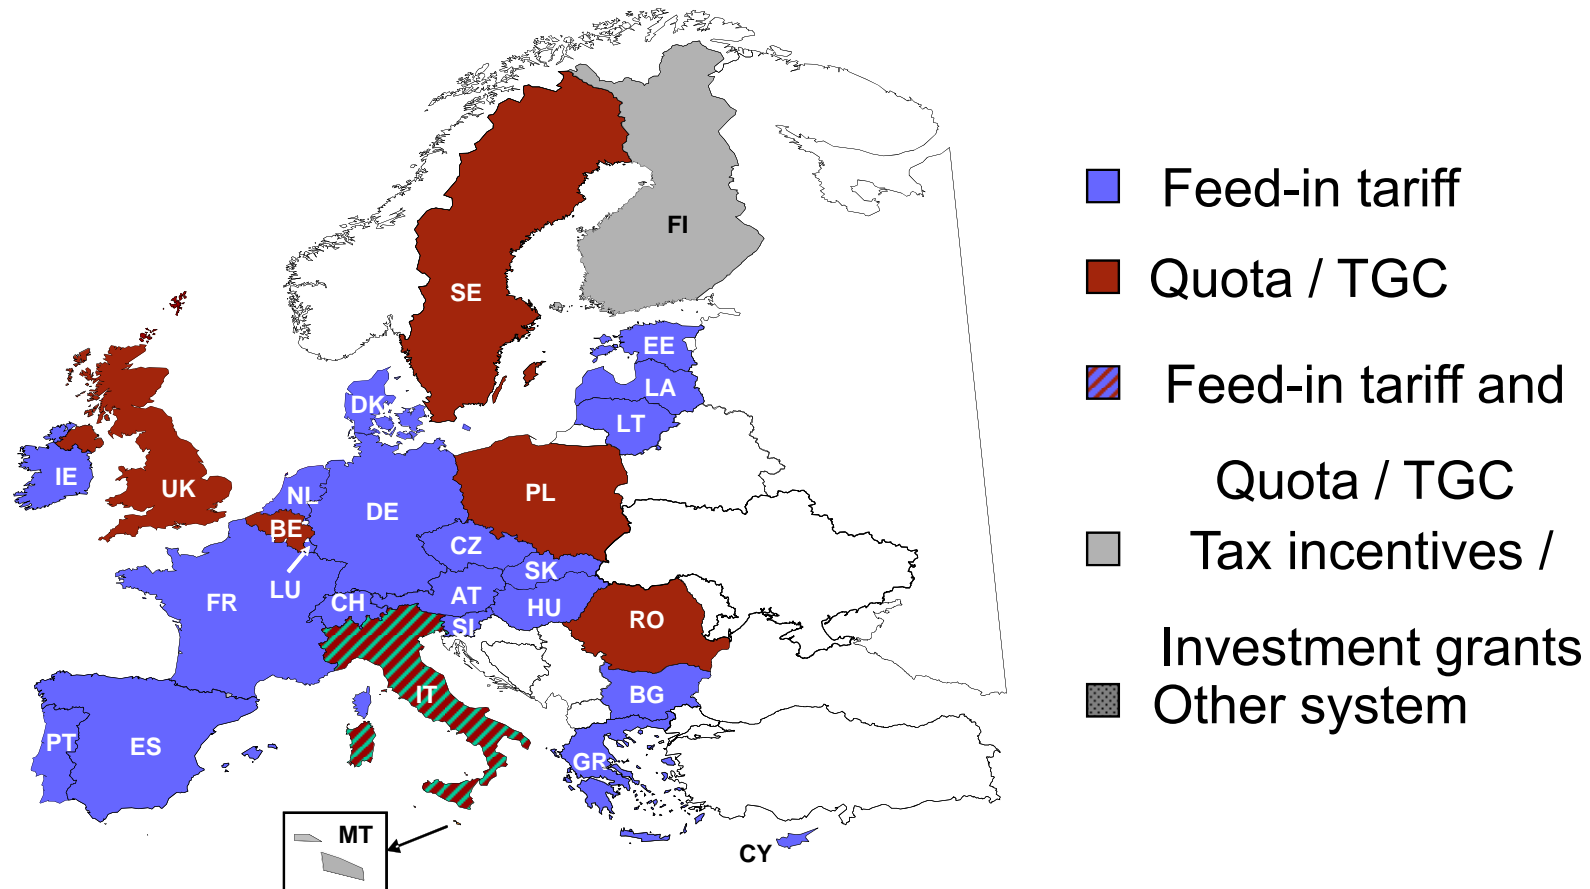 FI
SE
EE
LA
DK
LT
IE
UK
NL
DE
PL
BE
CZ
SK
LU
FR
CH
AT
HU
SI
RO
IT
BG
PT
ES
GR
MT
CY
Feed-in tariff
Quota / TGC
Feed-in tariff and
Quota / TGC
Tax incentives /
Investment grants
Other system